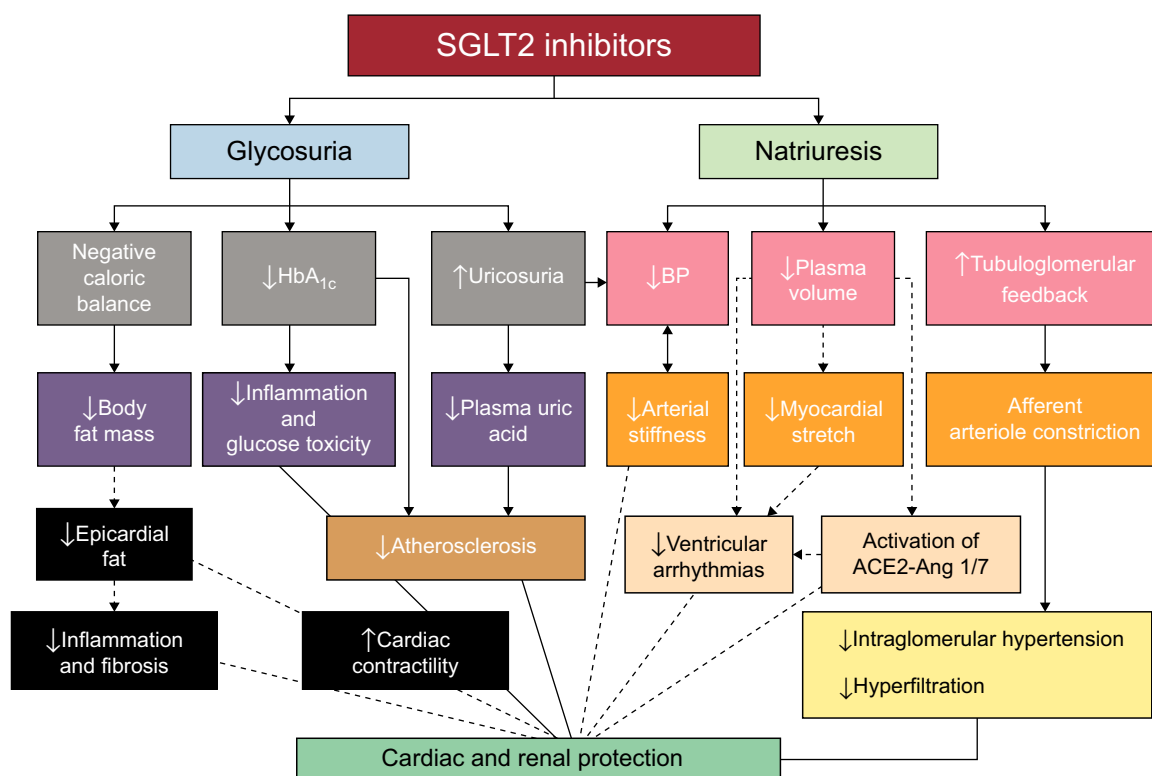 SGLT2 inhibitors
Glycosuria
Natriuresis
Negative
caloric
balance
↓HbA1c
↑Uricosuria
↓BP
↓Plasma
volume
↑Tubuloglomerular
feedback
↓Body
fat mass
↓Inflammation
and
glucose toxicity
↓Plasma uric
acid
↓Arterial
stiffness
↓Myocardial
stretch
Afferent
arteriole constriction
↓Epicardial
fat
↓Atherosclerosis
↓Ventricular
arrhythmias
Activation of
ACE2-Ang 1/7
↓Inflammation
and fibrosis
↑Cardiac
contractility
↓Intraglomerular hypertension
↓Hyperfiltration
Cardiac and renal protection